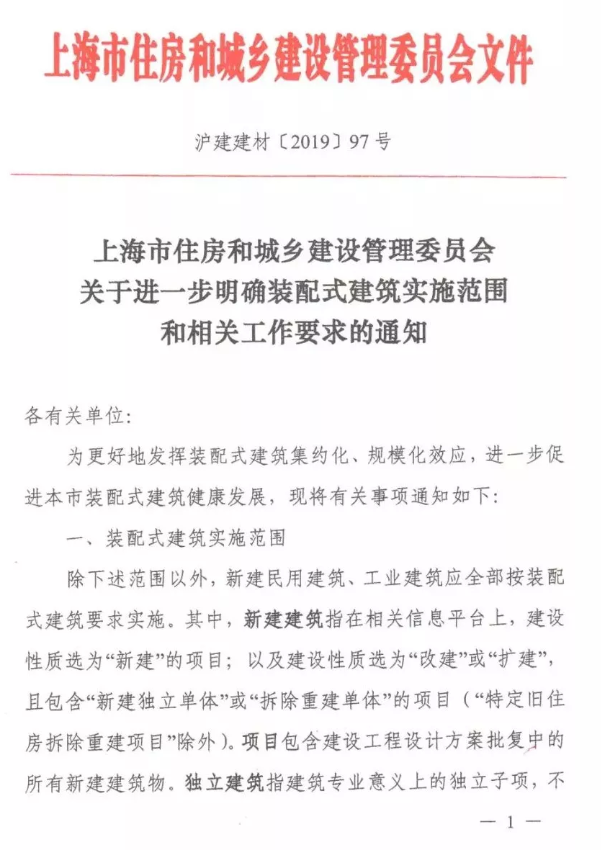 上海市住房和城乡建设管理委员会文件
沪建建材〔2019〕97 号
上海市住房和城乡建设管理委员会
关于进一步明确装配式建筑实施范围
和相关工作要求的通知
各有关单位：
为更好地发挥装配式建筑集约化、规模化效应，进一步促
进本市装配式建筑健康发展，现将有关事项通知如下：
一、装配式建筑实施范围
除下述范围以外，新建民用建筑、工业建筑应全部按装配
式建筑要求实施。其中，新建建筑指在相关信息平台上，建设
性质选为“新建”的项目；以及建设性质选为“改建”或“扩建”，
且包含“新建独立单体”或“拆除重建单体”的项目（“特定旧住
房拆除重建项目”除外）。项目包含建设工程设计方案批复中的
所有新建建筑物。独立建筑指建筑专业意义上的独立子项，不
— 1 —